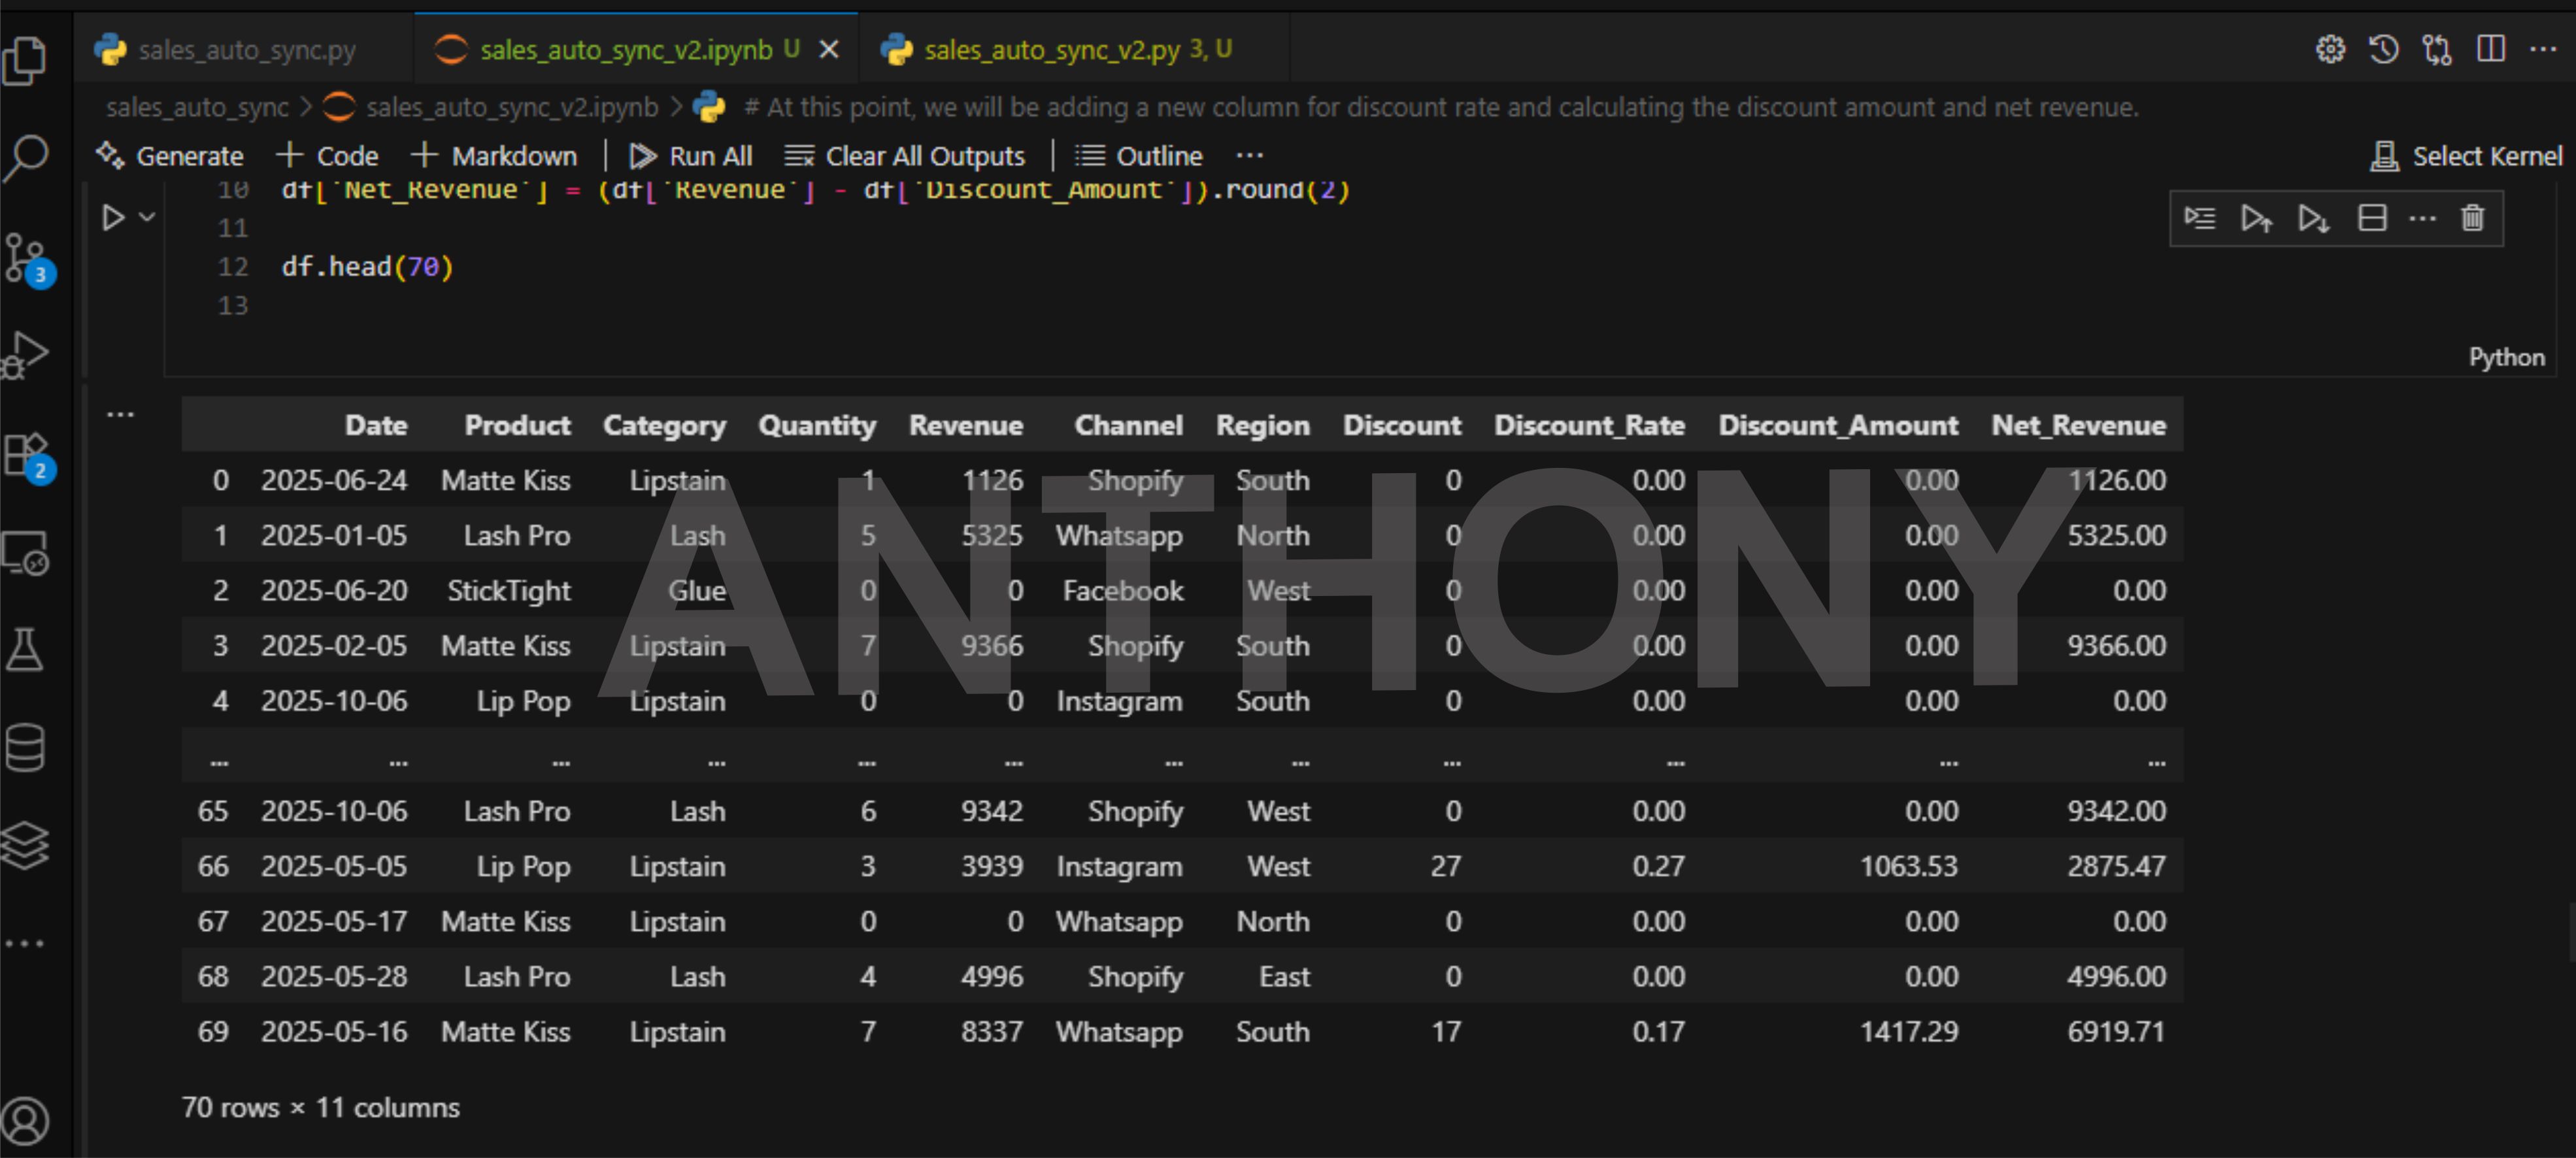 sales_auto_sync.py sales_auto_sync_v2.ipynb U sales_auto_sync_v2.py 3, U
sales_auto_sync > sales_auto_sync_v2.ipynb > # At this point, we will be adding a new column for discount rate and calculating the discount amount and net revenue.
Generate + Code + Markdown | Run All Clear All Outputs | Outline ... Select Kernel
10 df['Net_Revenue'] = (df['Revenue'] - df['Discount_Amount']).round(2)
11
12 df.head(70)
13
Python
Date Product Category Quantity Revenue Channel Region Discount Discount_Rate Discount_Amount Net_Revenue
0 2025-06-24 Matte Kiss Lipstain 1 1126 Shopify South 0 0.00 0.00 1126.00
1 2025-01-05 Lash Pro Lash 5 5325 Whatsapp North 0 0.00 0.00 5325.00
2 2025-06-20 StickTight Glue 0 0 Facebook West 0 0.00 0.00 0.00
3 2025-02-05 Matte Kiss Lipstain 7 9366 Shopify South 0 0.00 0.00 9366.00
4 2025-10-06 Lip Pop Lipstain 0 0 Instagram South 0 0.00 0.00 0.00
... ... ... ... ... ... ... ... ... ... ... ...
65 2025-10-06 Lash Pro Lash 6 9342 Shopify West 0 0.00 0.00 9342.00
66 2025-05-05 Lip Pop Lipstain 3 3939 Instagram West 27 0.27 1063.53 2875.47
67 2025-05-17 Matte Kiss Lipstain 0 0 Whatsapp North 0 0.00 0.00 0.00
68 2025-05-28 Lash Pro Lash 4 4996 Shopify East 0 0.00 0.00 4996.00
69 2025-05-16 Matte Kiss Lipstain 7 8337 Whatsapp South 17 0.17 1417.29 6919.71
70 rows × 11 columns
ANTHONY
3
2